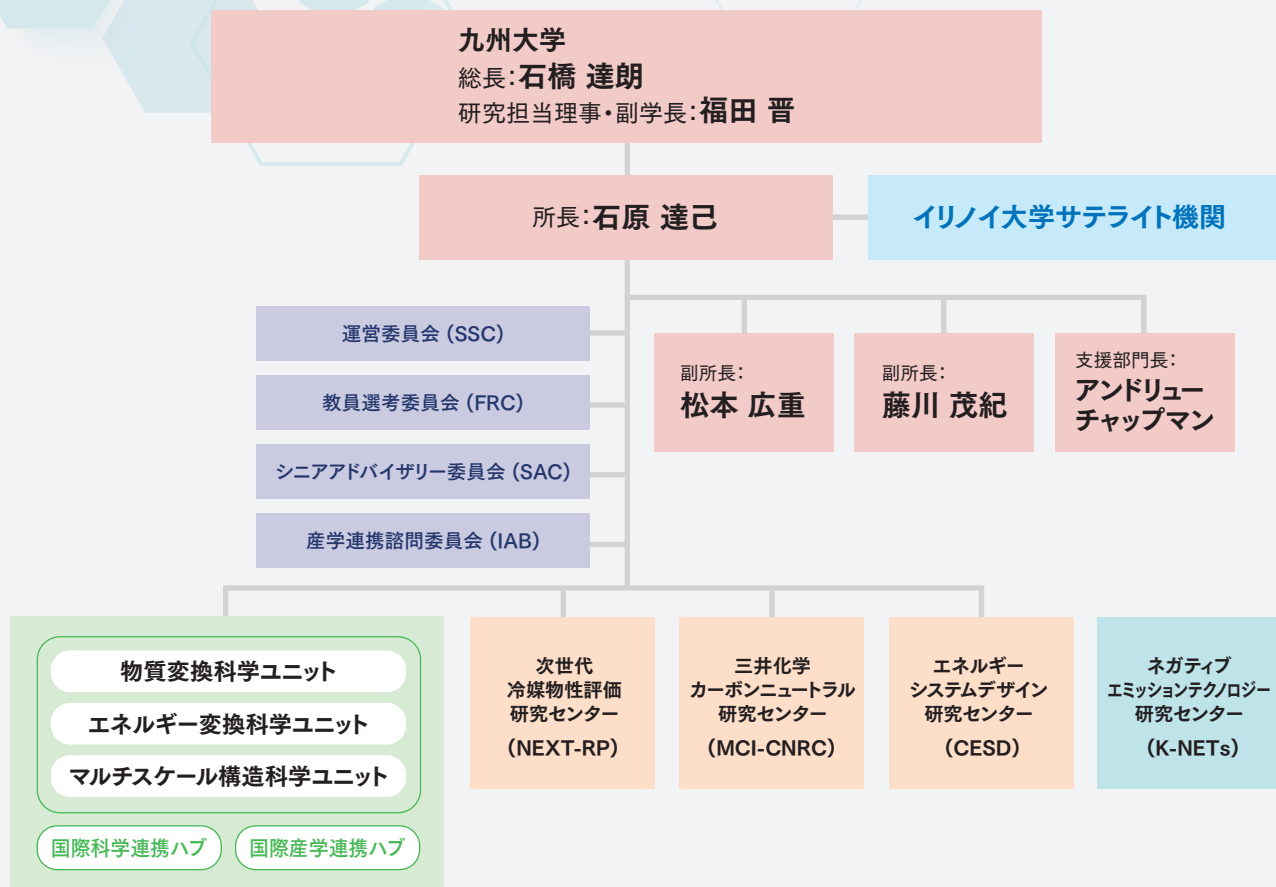 九州大学
総長：石橋 達朗
研究担当理事・副学長：福田 晋
所長：石原 達己
イリノイ大学サテライト機関
運営委員会 (SSC)
教員選考委員会 (FRC)
シニアアドバイザリー委員会 (SAC)
産学連携諮問委員会 (IAB)
副所長：
松本 広重
副所長：
藤川 茂紀
支援部門長：
アンドリュー
チャップマン
物質変換科学ユニット
エネルギー変換科学ユニット
マルチスケール構造科学ユニット
国際科学連携ハブ
国際産学連携ハブ
次世代
冷媒物性評価
研究センター
（NEXT-RP）
三井化学
カーボンニュートラル
研究センター
（MCI-CNRC）
エネルギー
システムデザイン
研究センター
（CESD）
ネガティブ
エミッションテクノロジー
研究センター
（K-NETs）